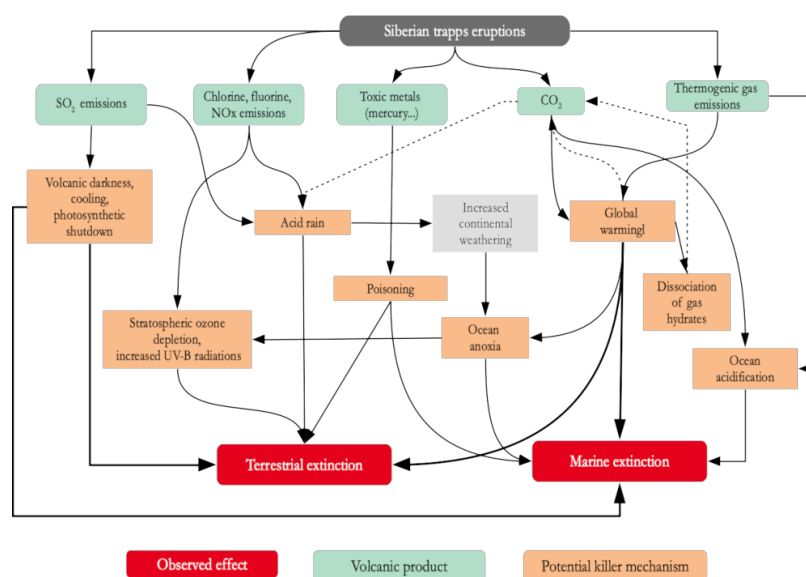 Siberian trapps eruptions
SO2 emissions
Chlorine, fluorine,
NOx emissions
Toxic metals
(mercury...)
CO2
Thermogenic gas
emissions
Volcanic darkness,
cooling,
photosynthetic
shutdown
Acid rain
Increased
continental
weathering
Global
warmingl
Poisoning
Dissociation
of gas
hydrates
Stratospheric ozone
depletion,
increased UV-B radiations
Ocean
anoxia
Ocean
acidification
Terrestrial extinction
Marine extinction
Observed effect
Volcanic product
Potential killer mechanism